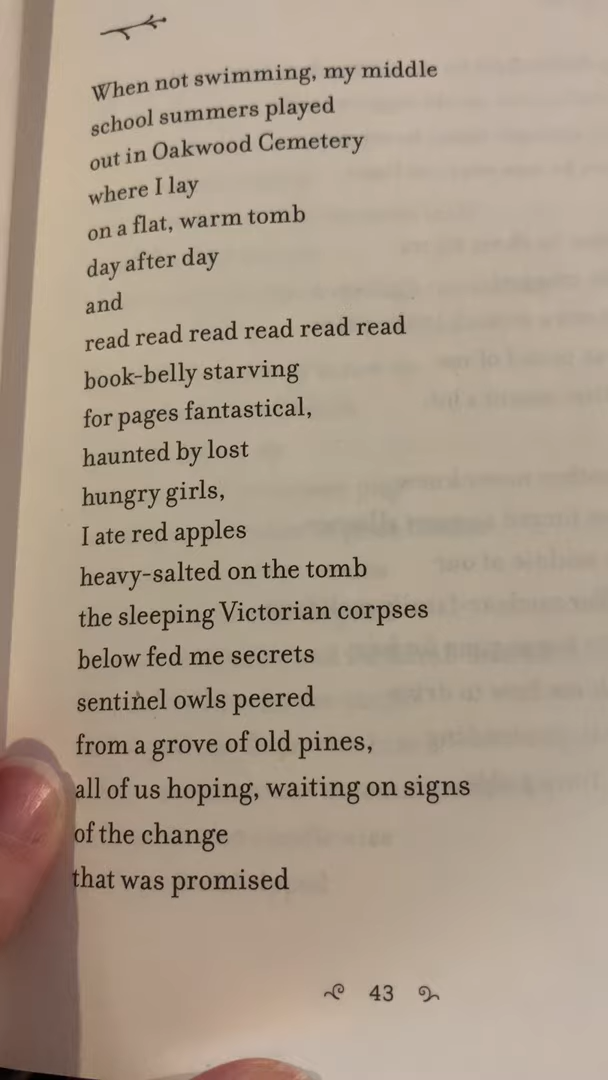 When not swimming, my middle
school summers played
out in Oakwood Cemetery
where I lay
on a flat, warm tomb
day after day
and
read read read read read read
book-belly starving
for pages fantastical,
haunted by lost
hungry girls,
I ate red apples
heavy-salted on the tomb
the sleeping Victorian corpses
below fed me secrets
sentinel owls peered
from a grove of old pines,
all of us hoping, waiting on signs
of the change
that was promised
43